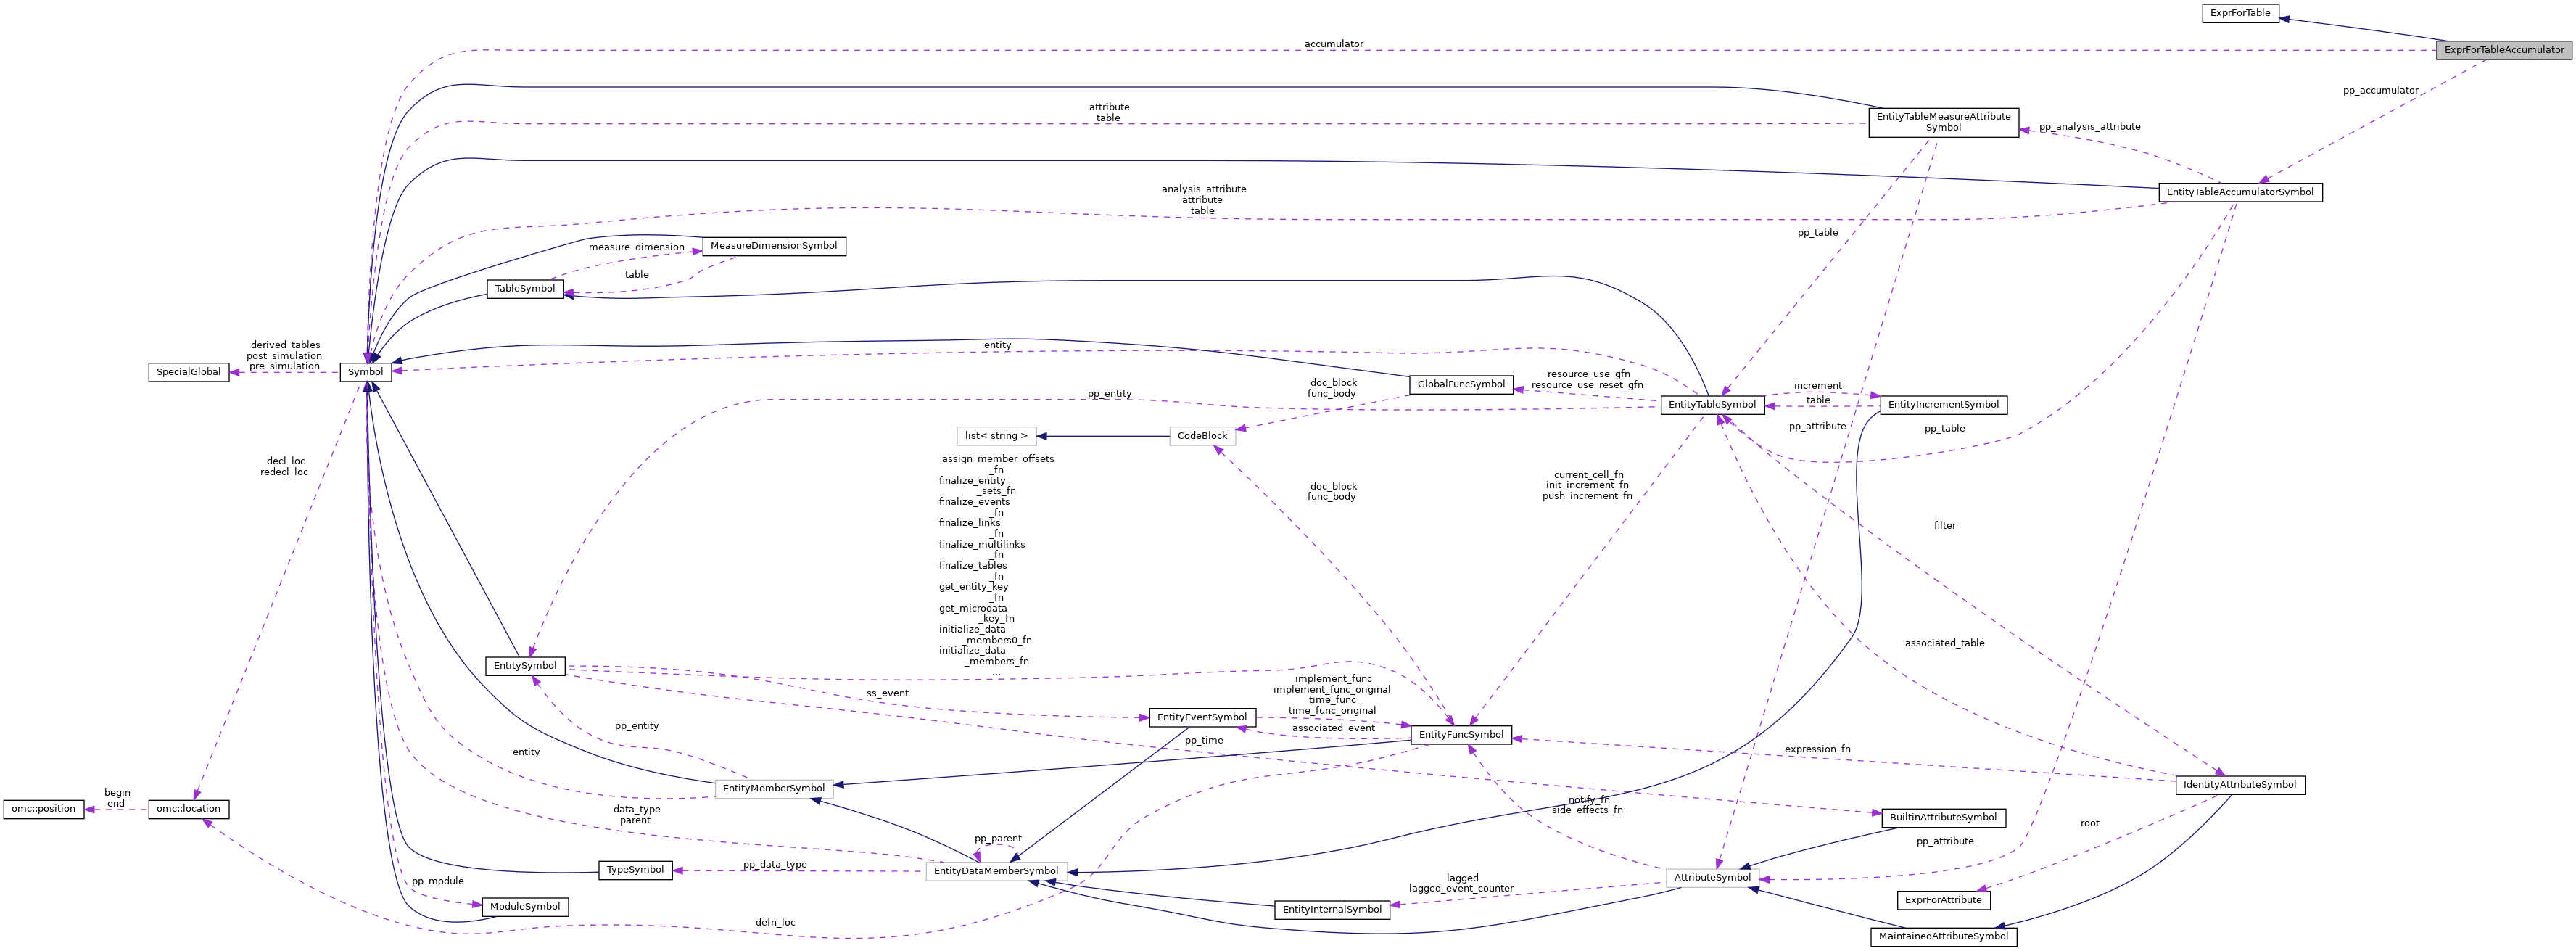 ExprForTable
accumulator
ExprForTableAccumulator
pp_accumulator
attribute
table
EntityTableMeasureAttribute
Symbol
pp_analysis_attribute
analysis_attribute
attribute
table
EntityTableAccumulatorSymbol
pp_table
measure_dimension
MeasureDimensionSymbol
table
TableSymbol
derived_tables
post_simulation
pre_simulation
SpecialGlobal
Symbol
entity
resource_use_gfn
resource_use_reset_gfn
GlobalFuncSymbol
doc_block
func_body
pp_entity
EntityTableSymbol
increment
table
EntityIncrementSymbol
pp_attribute
pp_table
list< string >
CodeBlock
decl_loc
redecl_loc
assign_member_offsets
_fn
finalize_entity
_sets_fn
finalize_events
_fn
finalize_links
_fn
finalize_multilinks
_fn
finalize_tables
_fn
get_entity_key
_fn
get_microdata
_key_fn
initialize_data
_members0_fn
initialize_data
_members_fn
...
doc_block
func_body
current_cell_fn
init_increment_fn
push_increment_fn
filter
associated_table
EntitySymbol
ss_event
implement_func
implement_func_original
time_func
time_func_original
EntityEventSymbol
associated_event
EntityFuncSymbol
pp_entity
pp_time
entity
expression_fn
EntityMemberSymbol
IdentityAttributeSymbol
begin
end
omc::position
omc::location
data_type
parent
notify_fn
side_effects_fn
BuiltinAttributeSymbol
root
pp_parent
pp_attribute
pp_data_type
TypeSymbol
EntityDataMemberSymbol
pp_module
lagged
lagged_event_counter
AttributeSymbol
ModuleSymbol
EntityInternalSymbol
ExprForAttribute
defn_loc
MaintainedAttributeSymbol